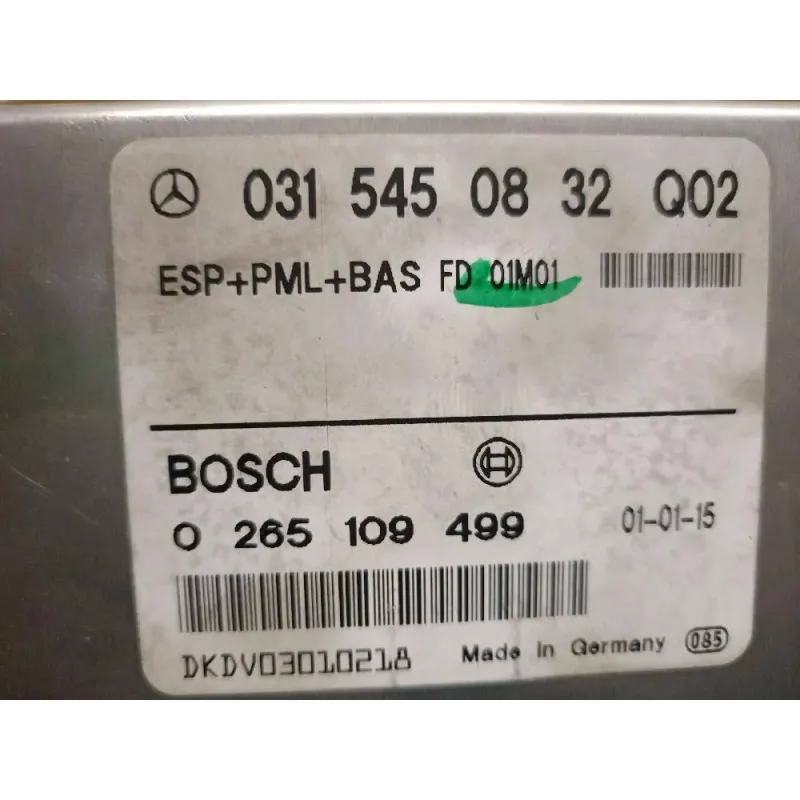 031 545 08 32 Q02
ESP+PML+BAS FD 01M01
BOSCH
0 265 109 499 01-01-15
DKDV03010218 Made in Germany 085